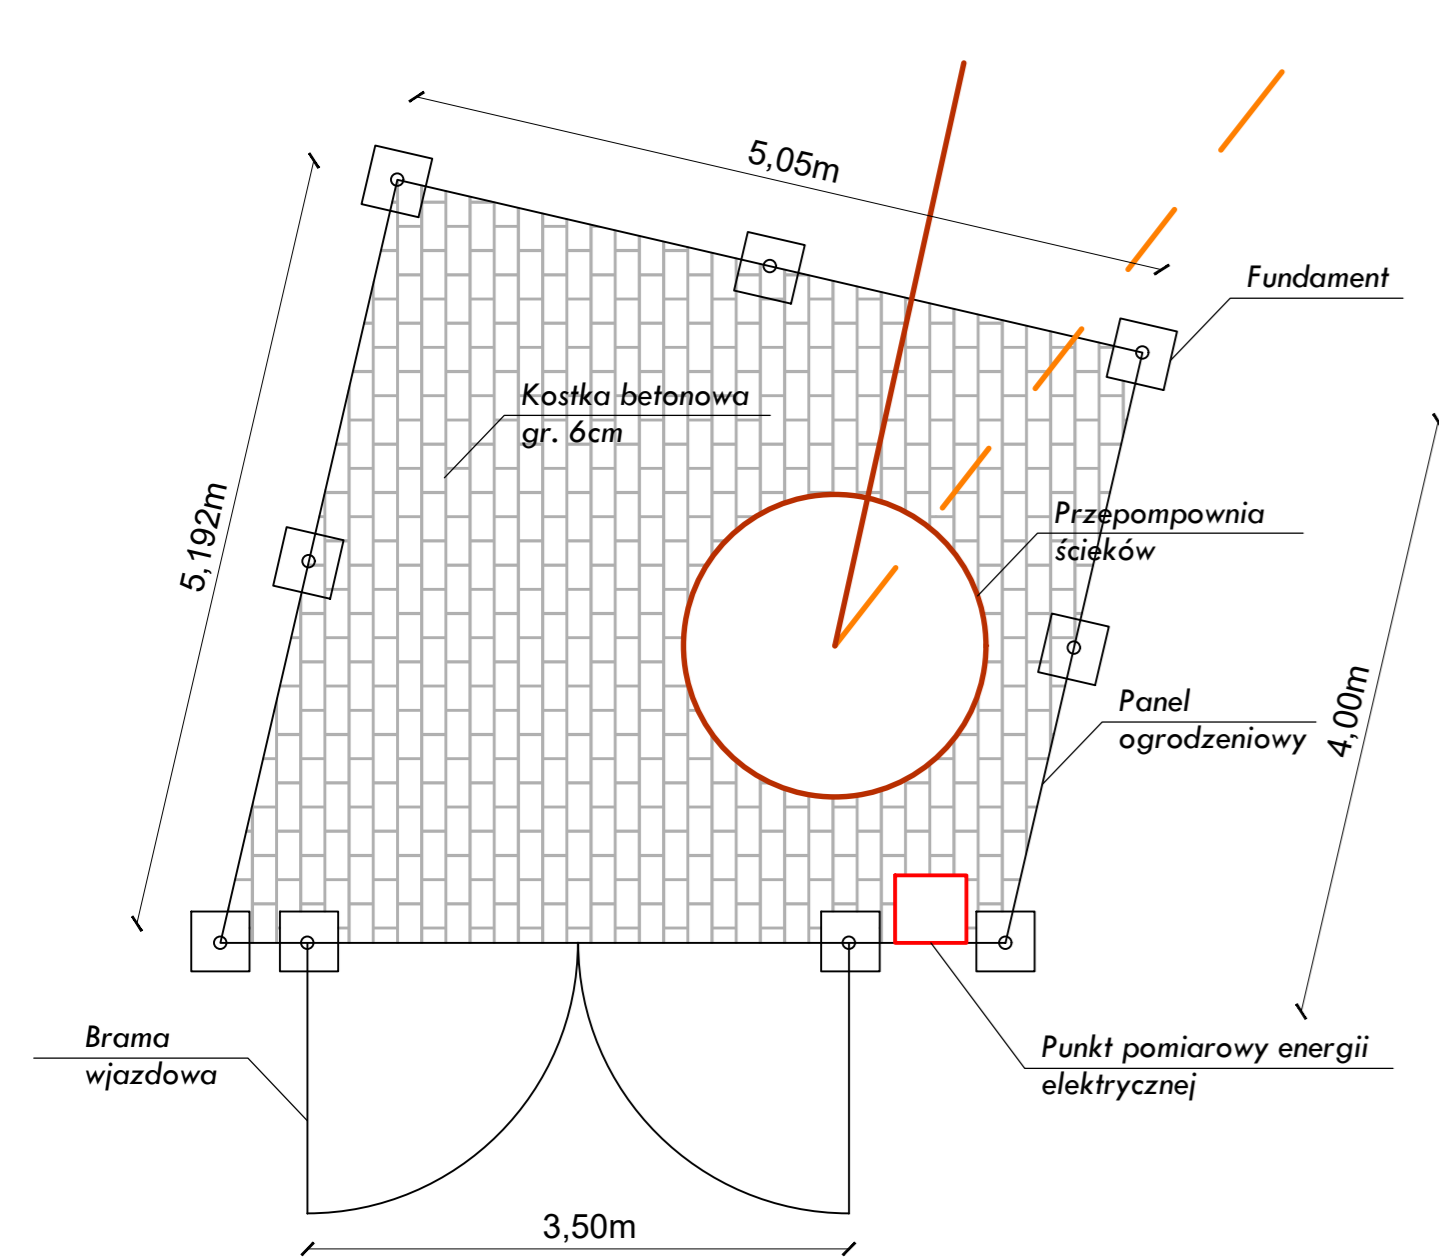 5,05m
Fundament
Kostka betonowa
gr. 6cm
5,192m
Przepompownia
ścieków
Panel
ogrodzeniowy
4,00m
Brama
wjazdowa
Punkt pomiarowy energii
elektrycznej
3,50m